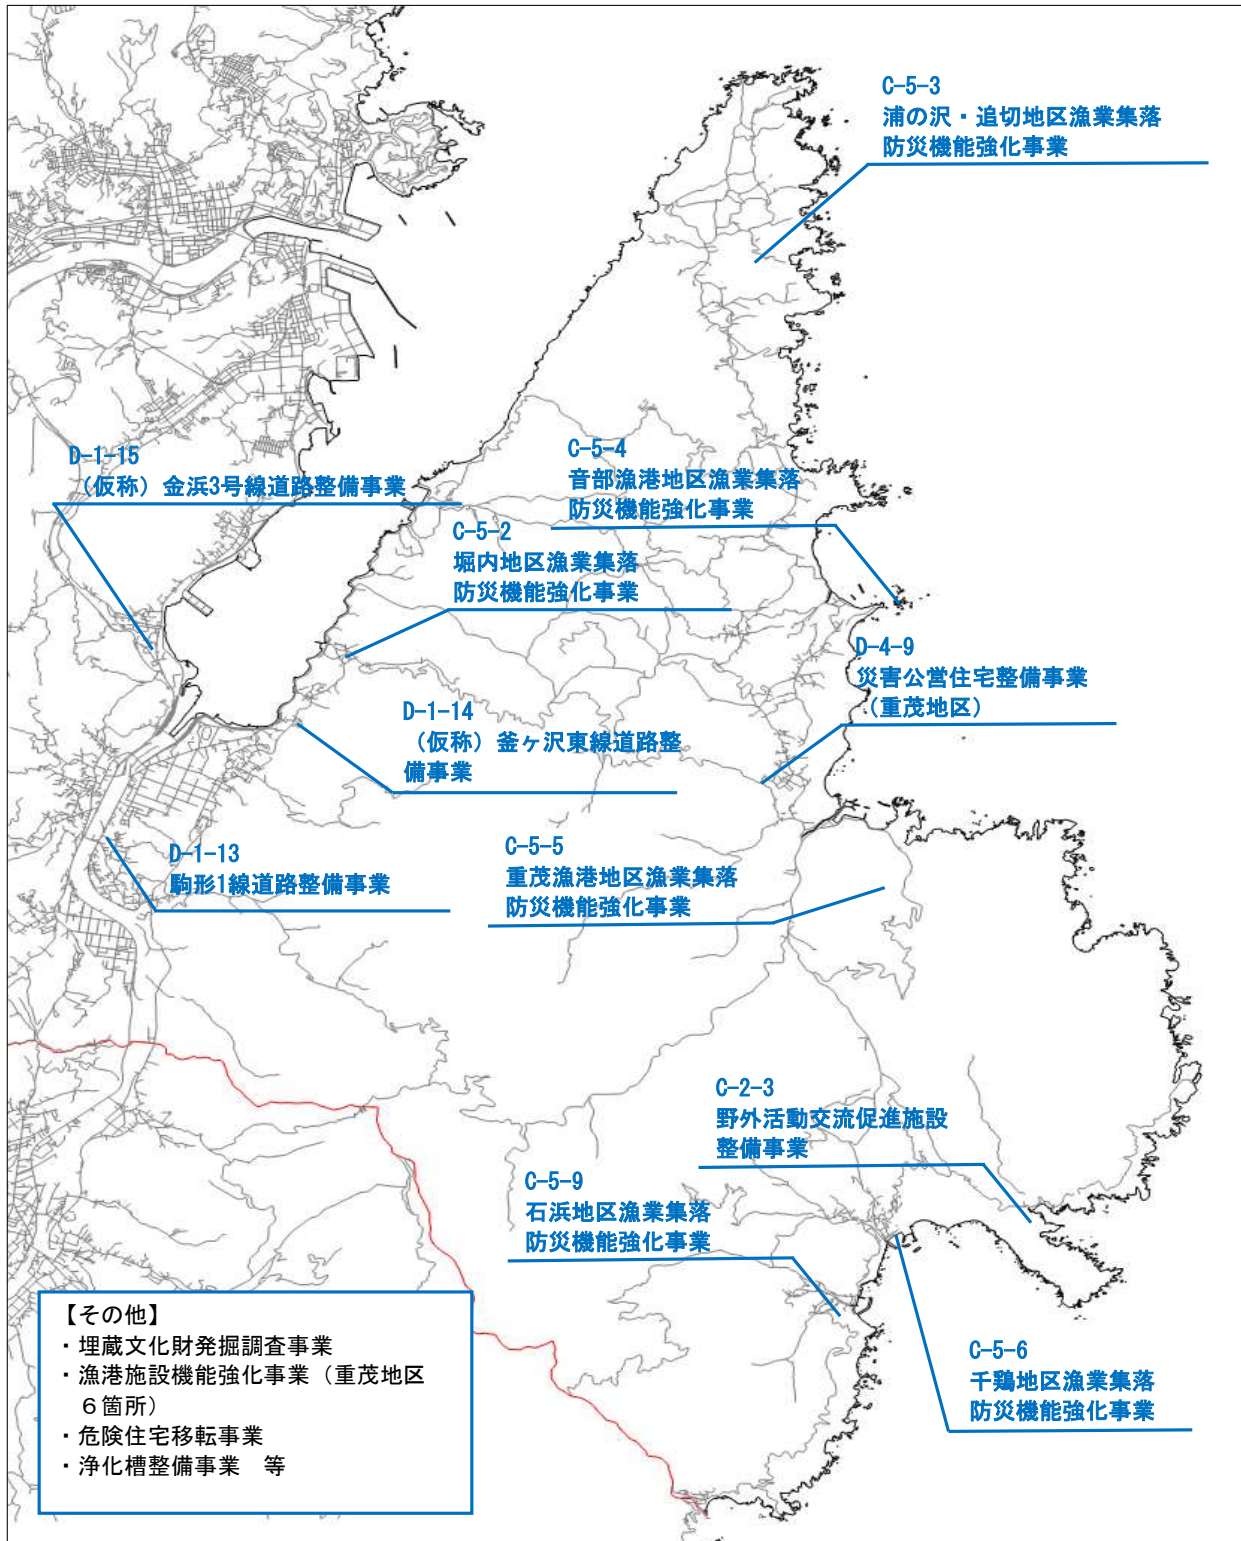 C-5-3
浦の沢・追切地区漁業集落
防災機能強化事業
D-1-15
（仮称）金浜3号線道路整備事業
C-5-4
音部漁港地区漁業集落
防災機能強化事業
C-5-2
堀内地区漁業集落
防災機能強化事業
D-4-9
災害公営住宅整備事業
（重茂地区）
D-1-14
（仮称）釜ヶ沢東線道路整
備事業
D-1-13
駒形1線道路整備事業
C-5-5
重茂漁港地区漁業集落
防災機能強化事業
C-2-3
野外活動交流促進施設
整備事業
C-5-9
石浜地区漁業集落
防災機能強化事業
C-5-6
千鶏地区漁業集落
防災機能強化事業
【その他】
・埋蔵文化財発掘調査事業
・漁港施設機能強化事業（重茂地区
６箇所）
・危険住宅移転事業
・浄化槽整備事業　等